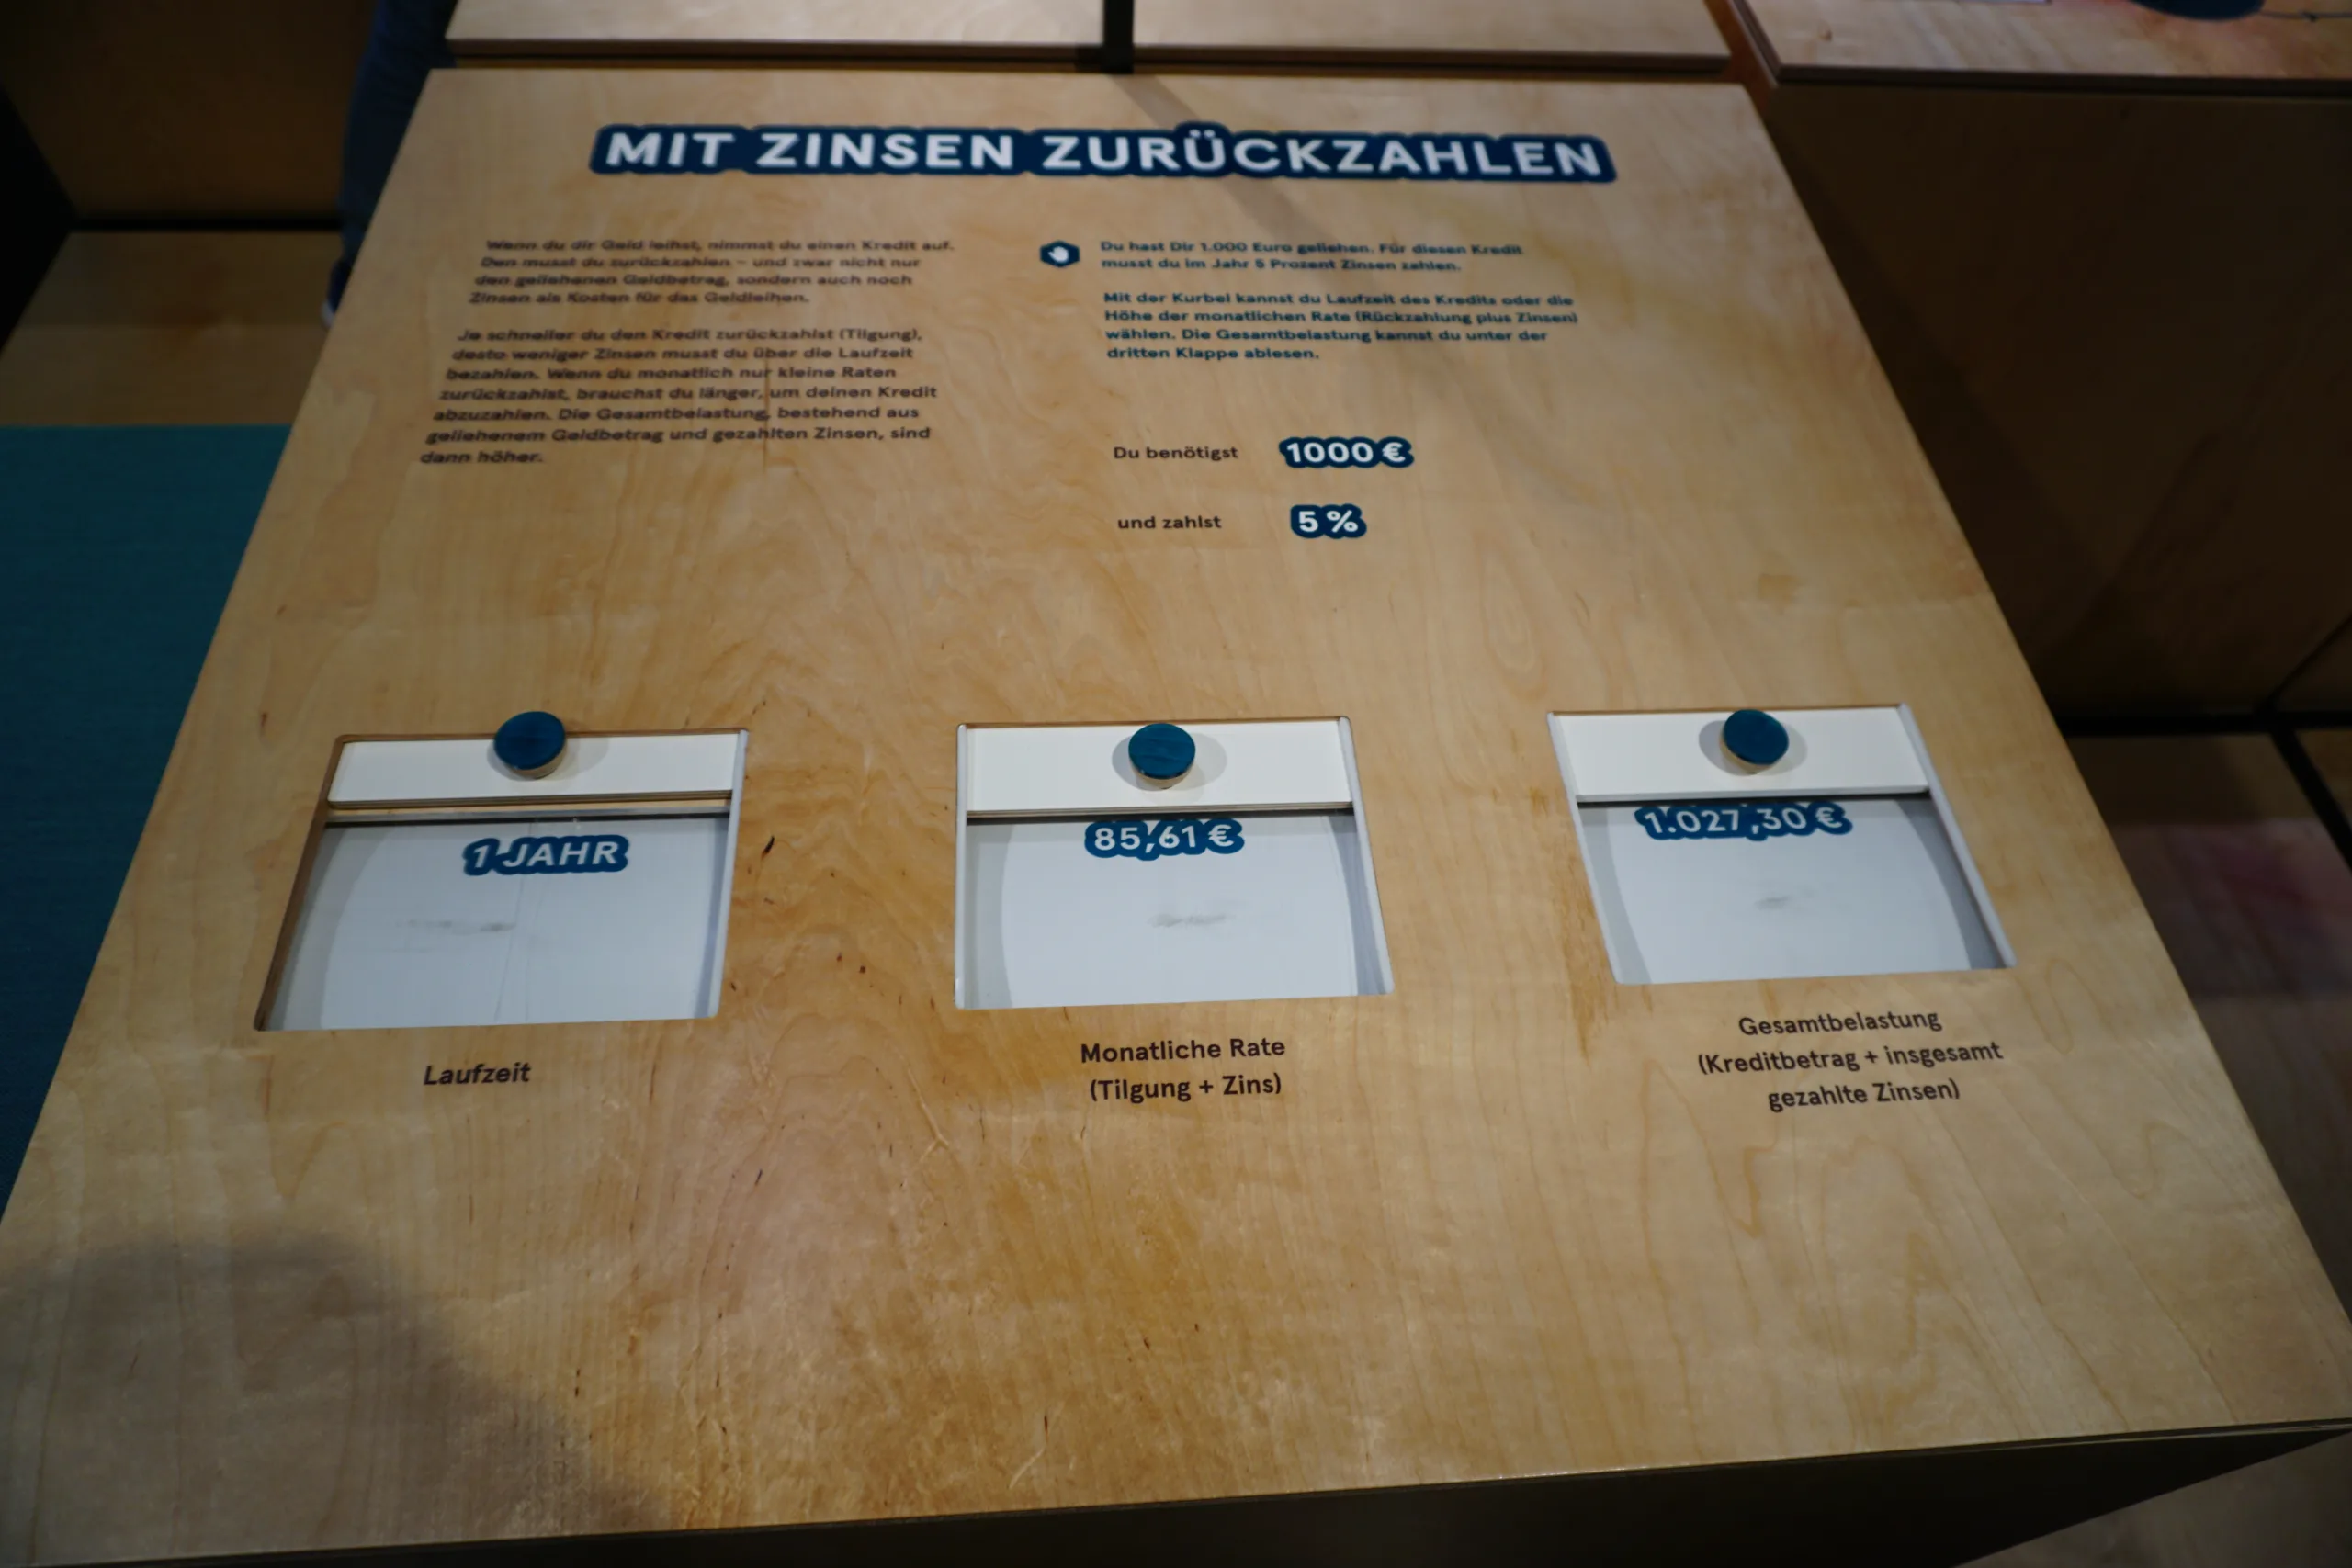 MIT ZINSEN ZURÜCKZAHLEN
Wenn du dir Geld leihst, nimmst du einen Kredit auf.
Den musst du zurückzahlen – und zwar nicht nur
den geliehenen Geldbetrag, sondern auch noch
Zinsen als Kosten für das Geldleihen.
Je schneller du den Kredit zurückzahlst (Tilgung),
desto weniger Zinsen musst du über die Laufzeit
bezahlen. Wenn du monatlich nur kleine Raten
zurückzahlst, brauchst du länger, um deinen Kredit
abzuzahlen. Die Gesamtbelastung, bestehend aus
geliehenem Geldbetrag und gezahlten Zinsen, sind
dann höher.
Du hast Dir 1.000 Euro geliehen. Für diesen Kredit
musst du im Jahr 5 Prozent Zinsen zahlen.
Mit der Kurbel kannst du Laufzeit des Kredits oder die
Höhe der monatlichen Rate (Rückzahlung plus Zinsen)
wählen. Die Gesamtbelastung kannst du unter der
dritten Klappe ablesen.
Du benötigst 1000 €
und zahlst 5 %
1 JAHR
Laufzeit
85,61 €
Monatliche Rate
(Tilgung + Zins)
1.027,30 €
Gesamtbelastung
(Kreditbetrag + insgesamt
gezahlte Zinsen)